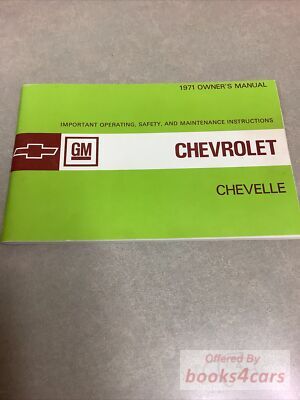 1971 OWNER'S MANUAL
IMPORTANT OPERATING, SAFETY, AND MAINTENANCE INSTRUCTIONS
GM
CHEVROLET
CHEVELLE
Offered By
books4cars